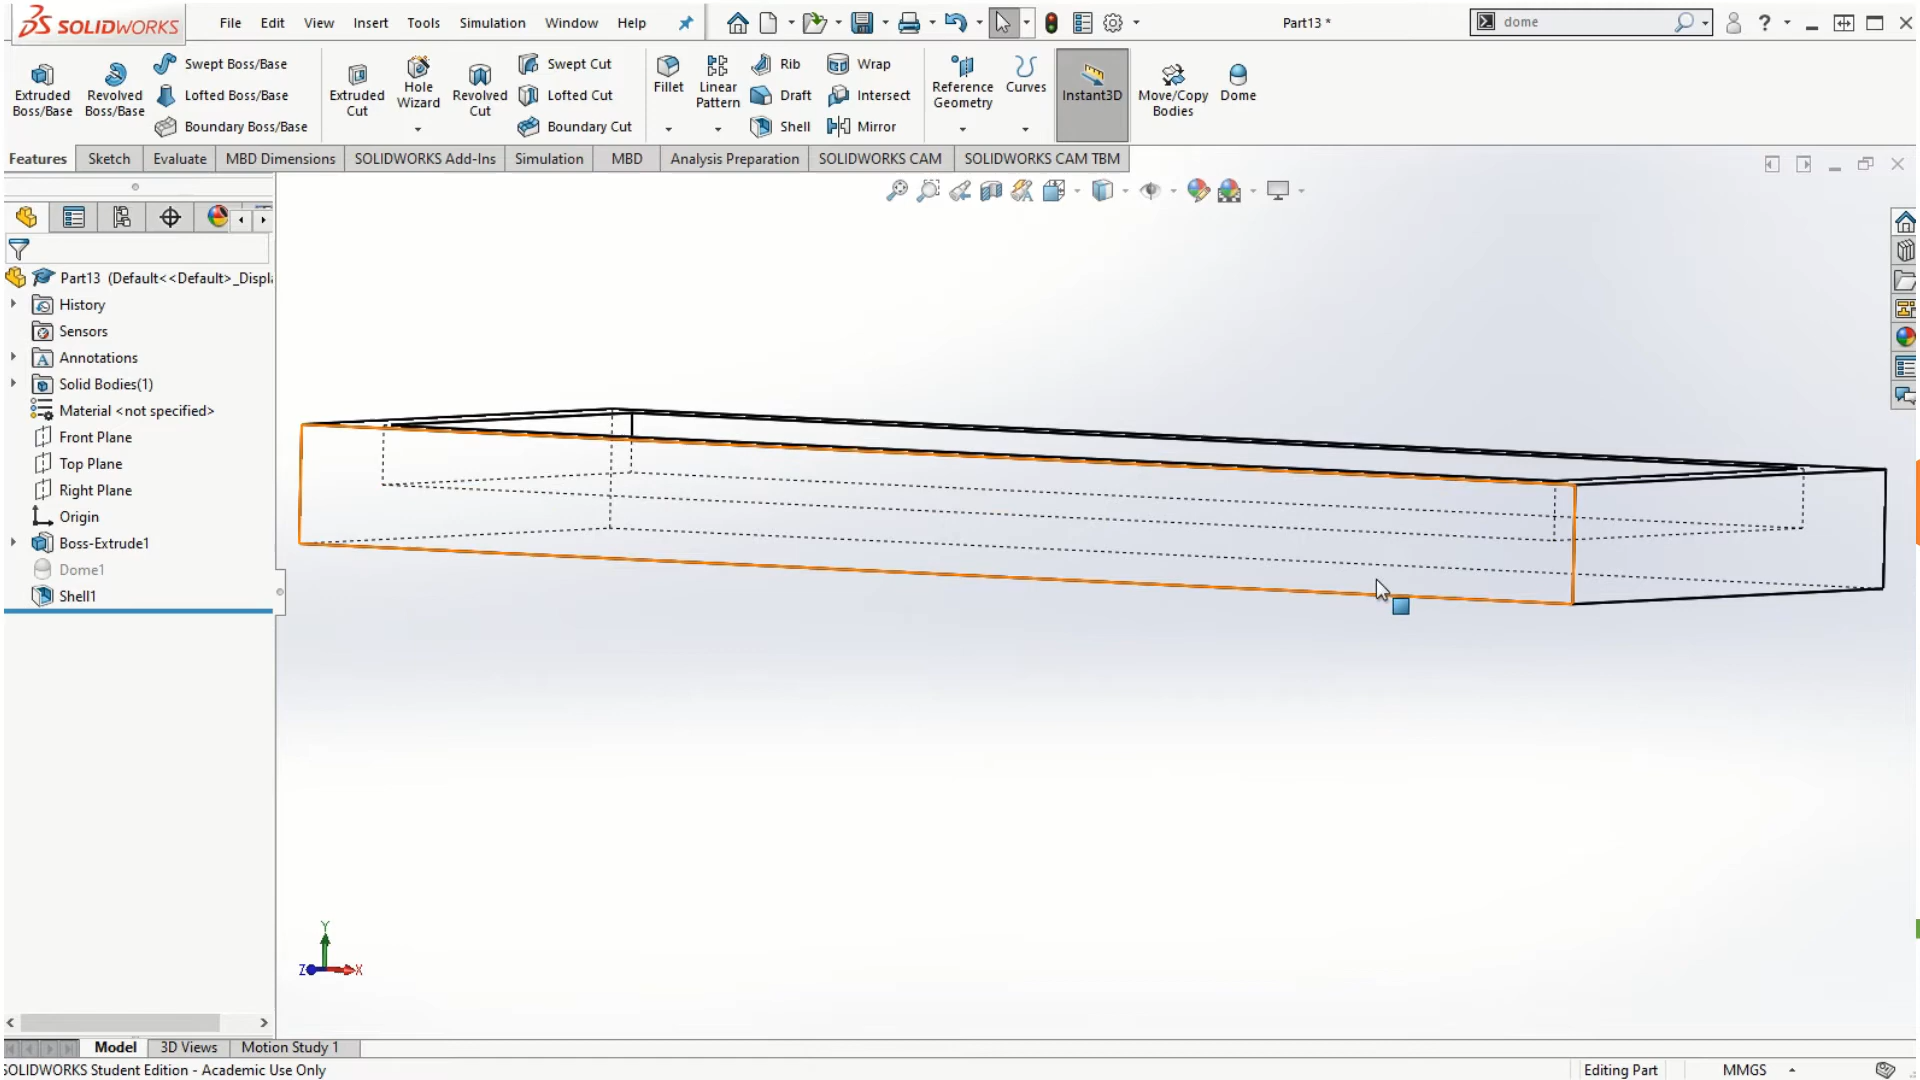 SOLIDWORKS File Edit View Insert Tools Simulation Window Help Part13 * dome ?
Extruded Boss/Base
Revolved Boss/Base
Swept Boss/Base
Lofted Boss/Base
Boundary Boss/Base
Extruded Cut
Hole Wizard
Revolved Cut
Swept Cut
Lofted Cut
Boundary Cut
Fillet
Linear Pattern
Rib
Draft
Shell
Wrap
Intersect
Mirror
Reference Geometry
Curves
Instant3D
Move/Copy Bodies
Dome
Features Sketch Evaluate MBD Dimensions SOLIDWORKS Add-Ins Simulation MBD Analysis Preparation SOLIDWORKS CAM SOLIDWORKS CAM TBM
Part13 (Default<<Default>_Displ
History
Sensors
Annotations
Solid Bodies(1)
Material <not specified>
Front Plane
Top Plane
Right Plane
Origin
Boss-Extrude1
Dome1
Shell1
Y
Z X
Model 3D Views Motion Study 1
SOLIDWORKS Student Edition - Academic Use Only Editing Part MMGS